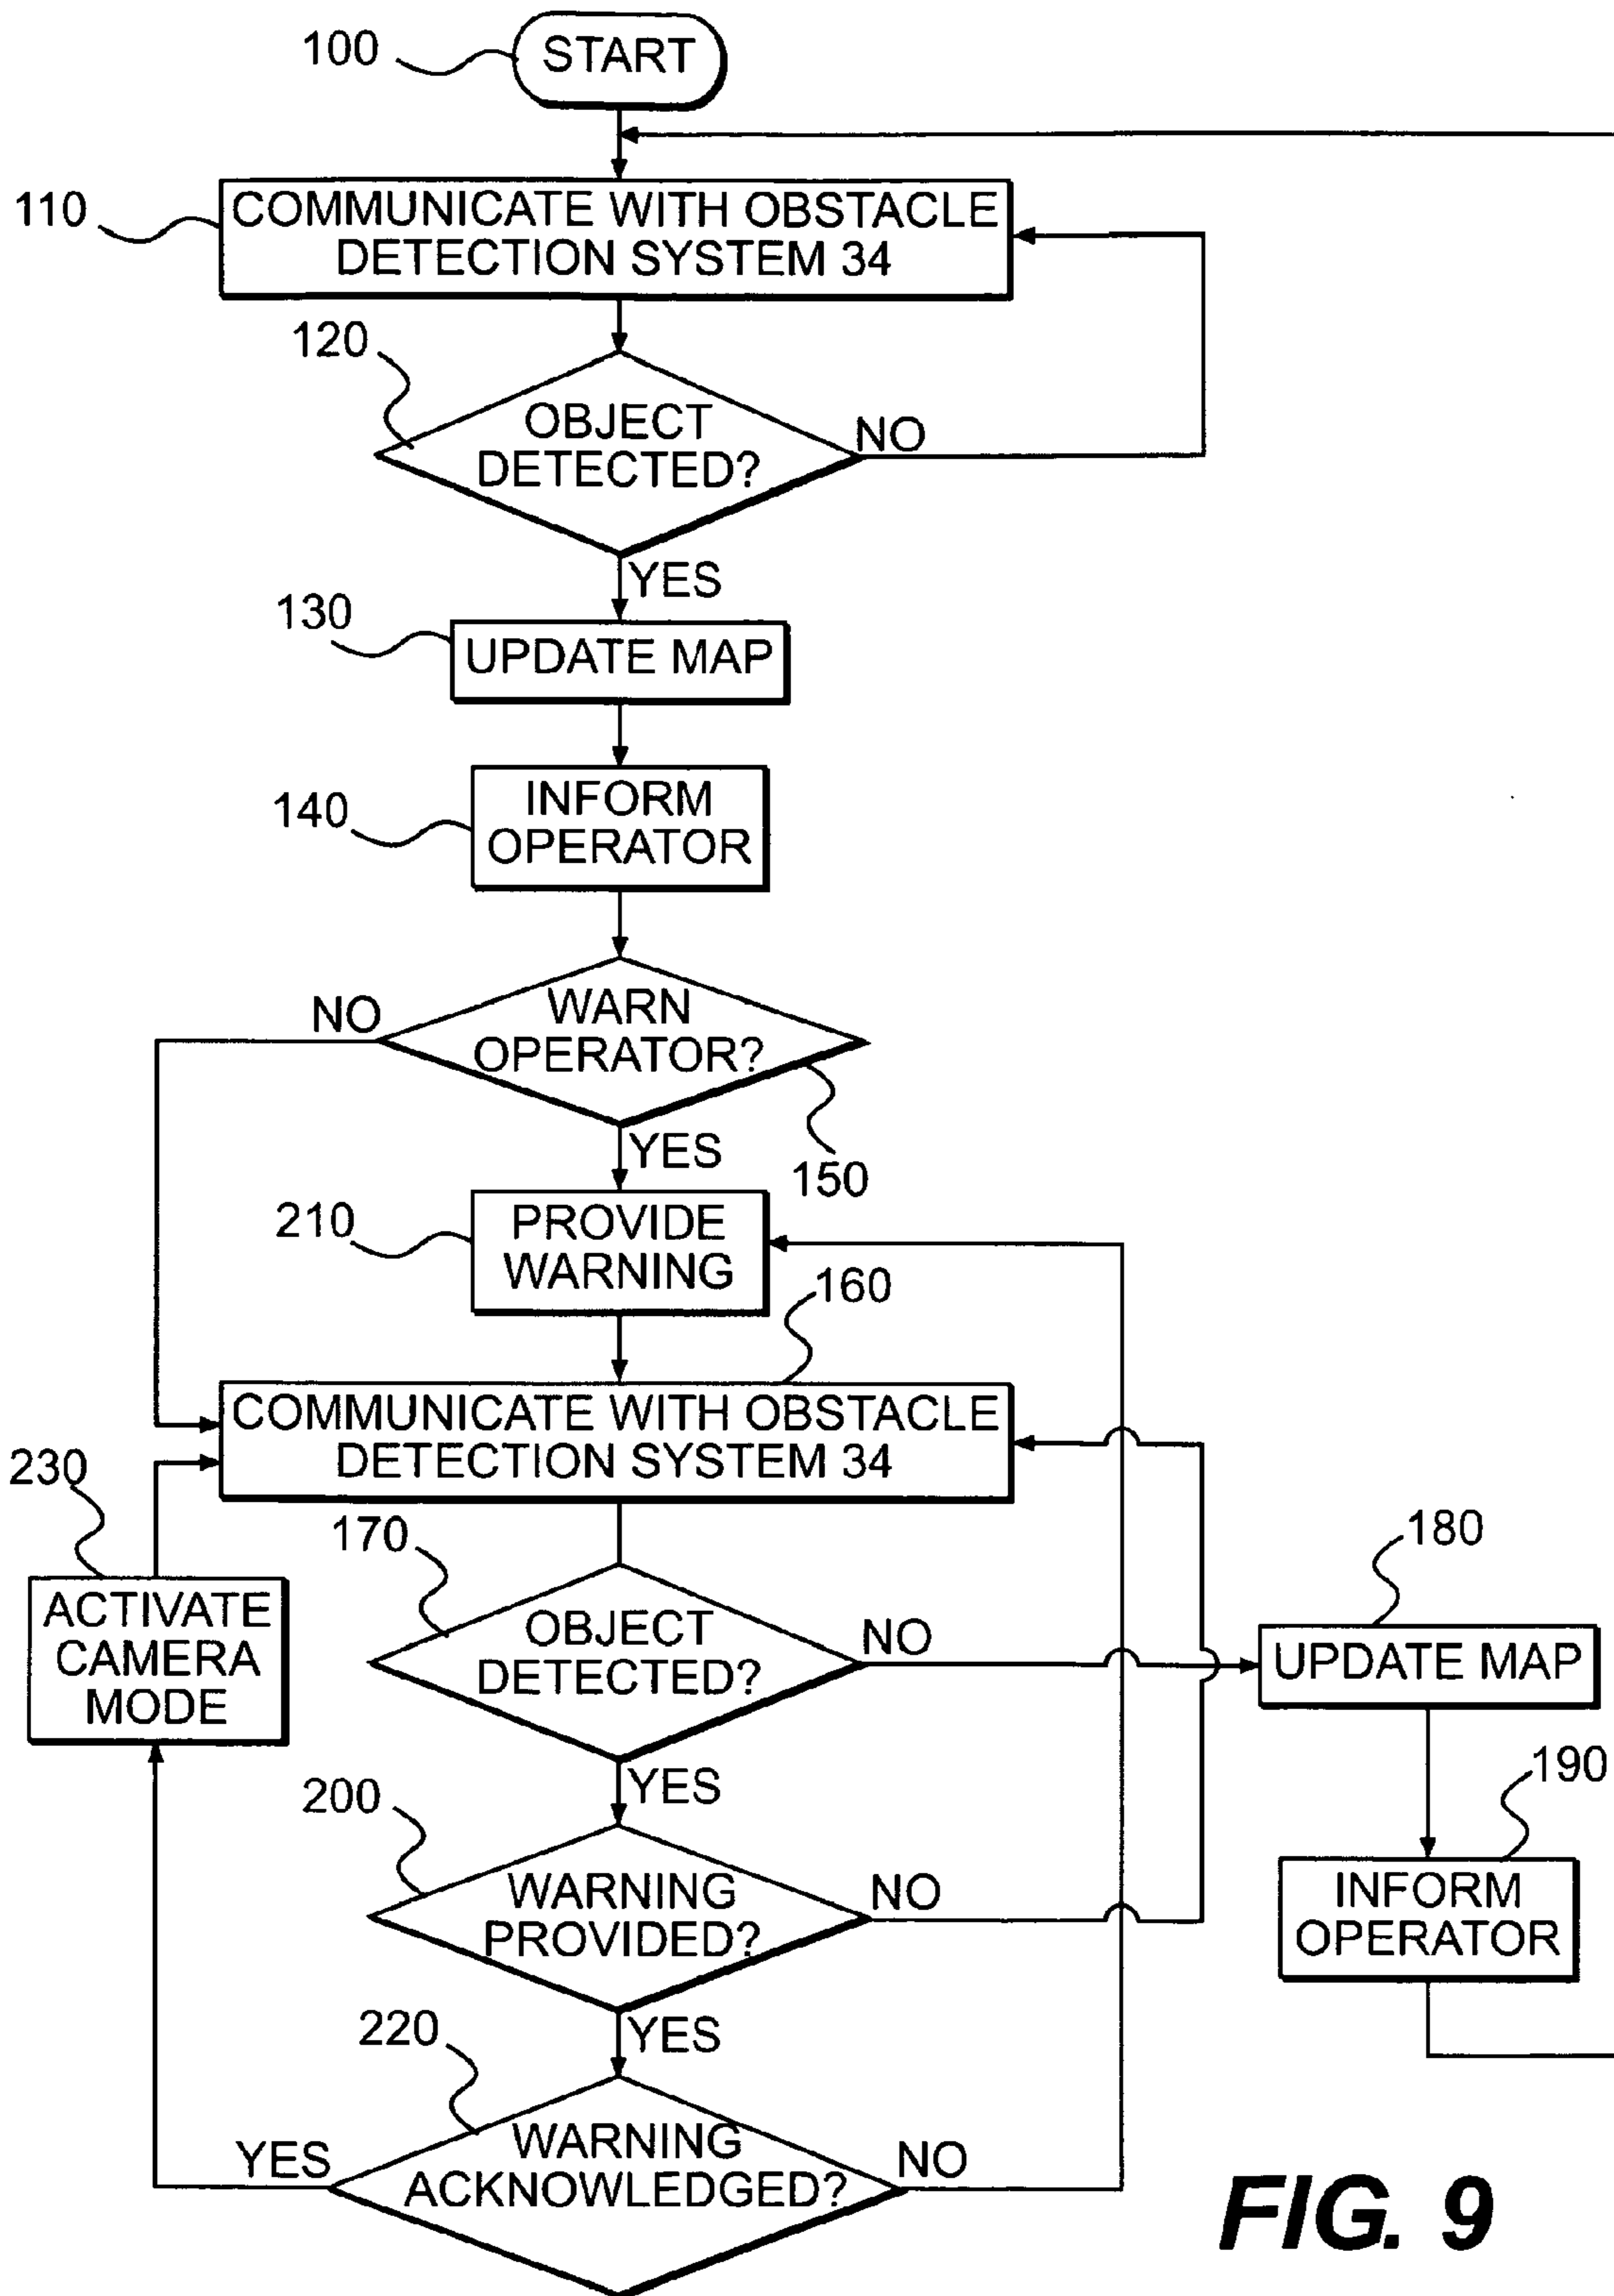 100
START
110
COMMUNICATE WITH OBSTACLE
DETECTION SYSTEM 34
120
OBJECT
DETECTED?
NO
YES
130
UPDATE MAP
140
INFORM
OPERATOR
NO
WARN
OPERATOR?
150
YES
210
PROVIDE
WARNING
160
COMMUNICATE WITH OBSTACLE
DETECTION SYSTEM 34
230
ACTIVATE
CAMERA
MODE
170
OBJECT
DETECTED?
NO
180
UPDATE MAP
YES
190
INFORM
OPERATOR
200
WARNING
PROVIDED?
NO
YES
220
WARNING
ACKNOWLEDGED?
YES
NO
FIG. 9